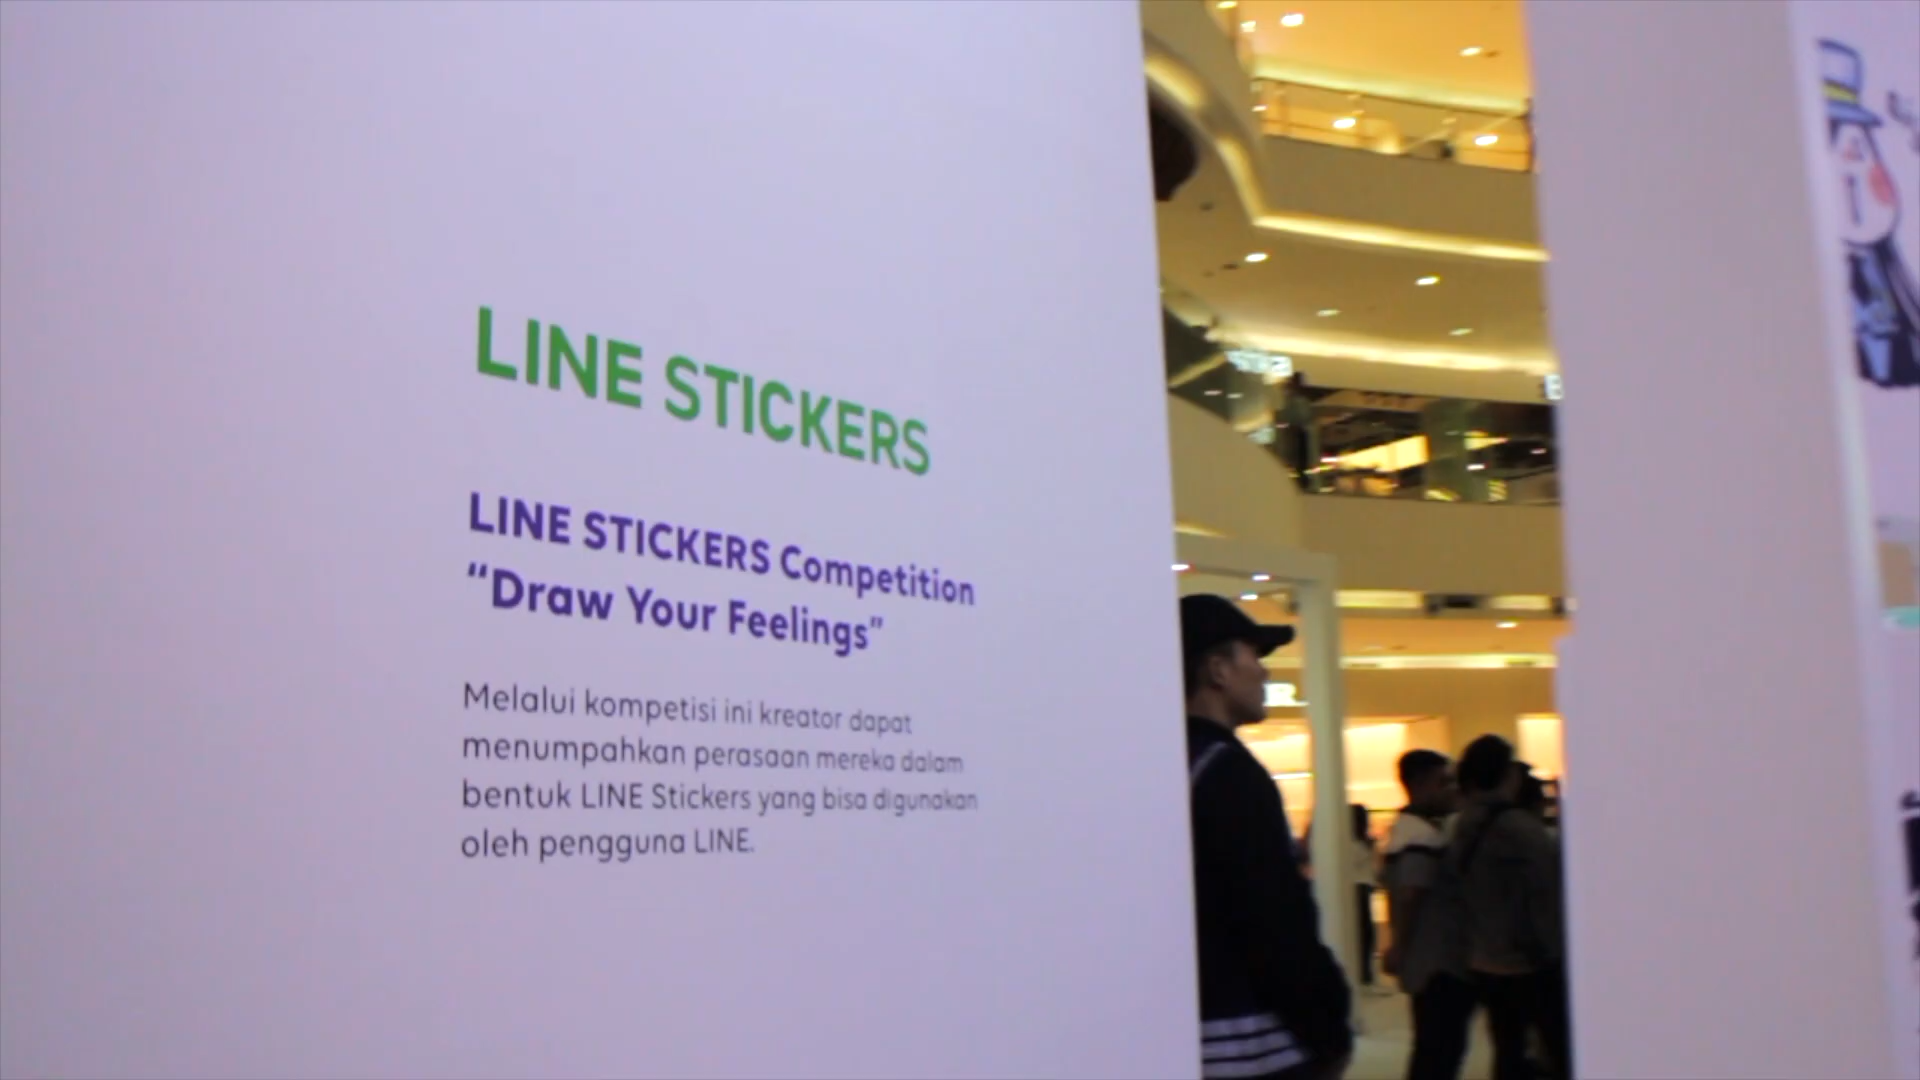 LINE STICKERS
LINE STICKERS Competition
“Draw Your Feelings”
Melalui kompetisi ini kreator dapat
menumpahkan perasaan mereka dalam
bentuk LINE Stickers yang bisa digunakan
oleh pengguna LINE.